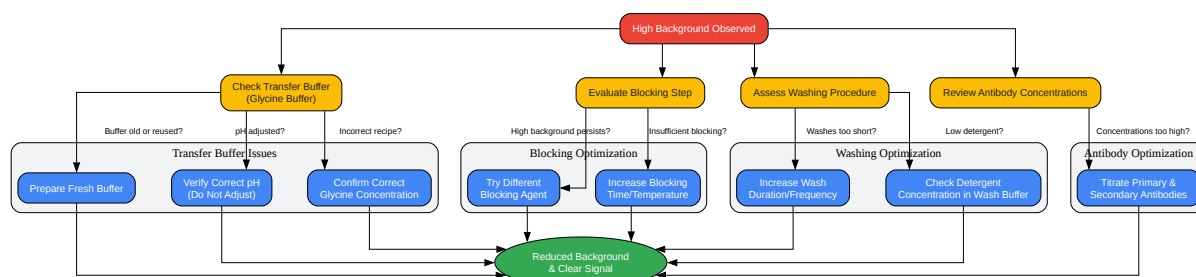 High Background Observed
Check Transfer Buffer
(Glycine Buffer)
Evaluate Blocking Step
Assess Washing Procedure
Review Antibody Concentrations
Buffer old or reused?
pH adjusted?
Incorrect recipe?
High background persists?
Insufficient blocking?
Washes too short?
Low detergent?
Concentrations too high?
Transfer Buffer Issues
Blocking Optimization
Washing Optimization
Antibody Optimization
Prepare Fresh Buffer
Verify Correct pH
(Do Not Adjust)
Confirm Correct
Glycine Concentration
Try Different
Blocking Agent
Increase Blocking
Time/Temperature
Increase Wash
Duration/Frequency
Check Detergent
Concentration in Wash Buffer
Titrate Primary &
Secondary Antibodies
Reduced Background
& Clear Signal